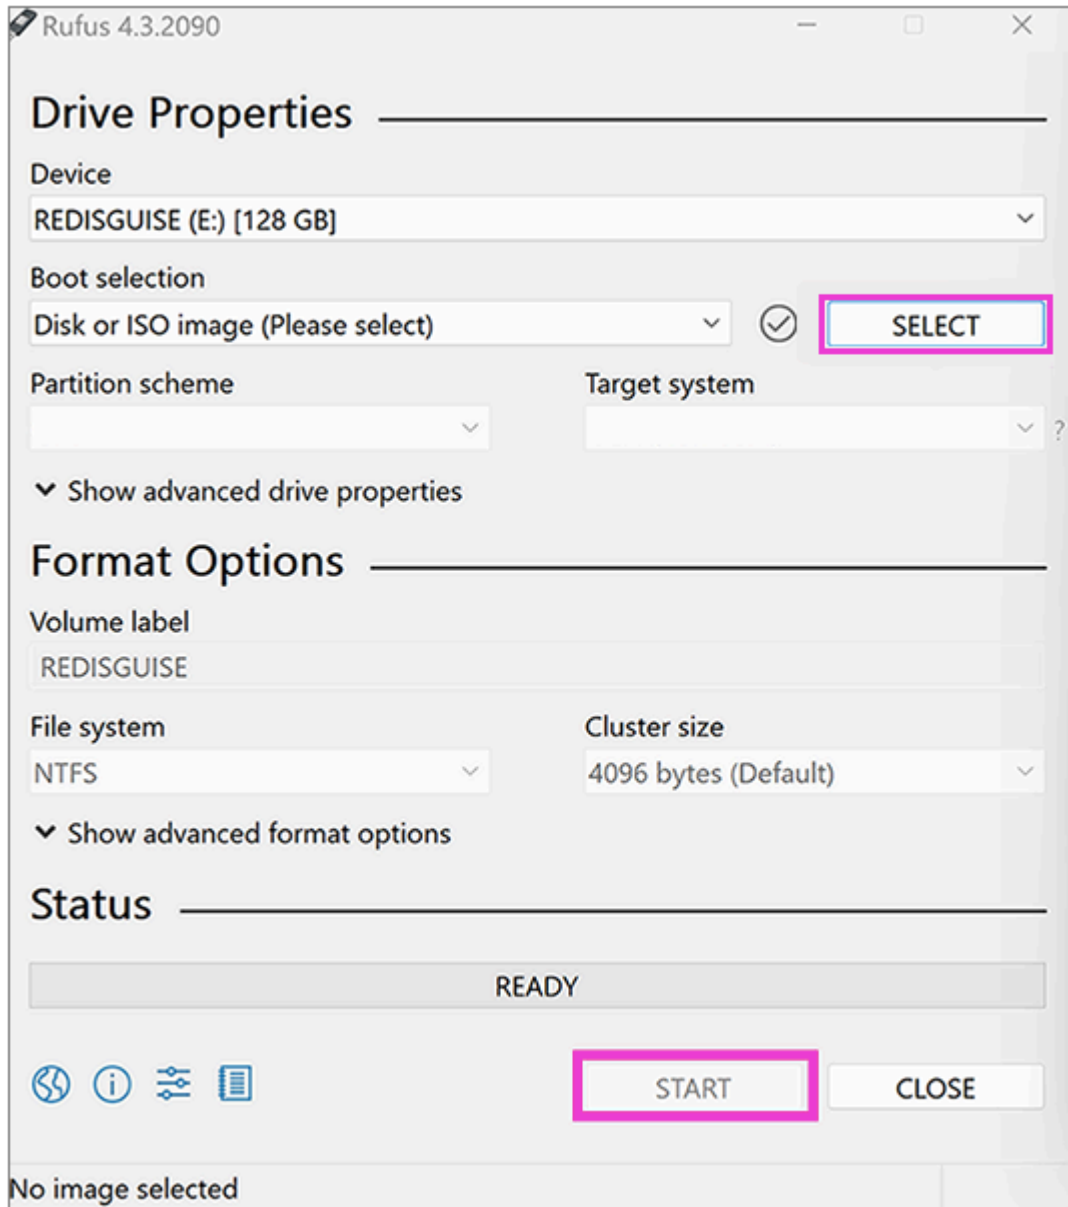 Rufus 4.3.2090
Drive Properties
Device
REDISGUISE (E:) [128 GB]
Boot selection
Disk or ISO image (Please select)
SELECT
Partition scheme
Target system
?
Show advanced drive properties
Format Options
Volume label
REDISGUISE
File system
Cluster size
NTFS
4096 bytes (Default)
Show advanced format options
Status
READY
START
CLOSE
No image selected